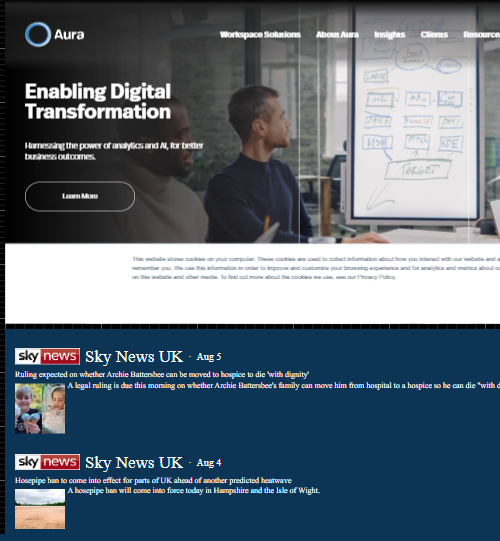 Aura
Workspace Solutions About Aura Insights Clients Resource
Enabling Digital
Transformation
Harnessing the power of analytics and AI, for better
business outcomes.
Learn More
TARGET
This website stores cookies on your computer. These cookies are used to collect information about how you interact with our website and a
remember you. We use this information in order to improve and customize your browsing experience and for analytics and metrics about o
on this website and other media. To find out more about the cookies we use, see our Privacy Policy.
sky news Sky News UK · Aug 5
Ruling expected on whether Archie Battersbee can be moved to hospice to die 'with dignity'
A legal ruling is due this morning on whether Archie Battersbee's family can move him from hospital to a hospice so he can die "with d
sky news Sky News UK · Aug 4
Hosepipe ban to come into effect for parts of UK ahead of another predicted heatwave
A hosepipe ban will come into force today in Hampshire and the Isle of Wight.